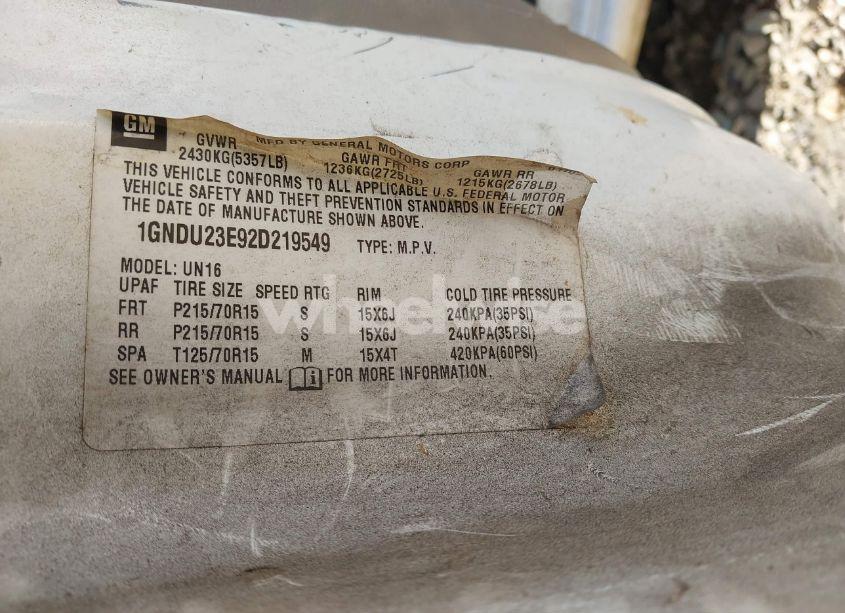 GM
MFD BY GENERAL MOTORS CORP
GVWR GAWR FRT GAWR RR
2430KG(5357LB) 1236KG(2725LB) 1215KG(2678LB)
THIS VEHICLE CONFORMS TO ALL APPLICABLE U.S. FEDERAL MOTOR
VEHICLE SAFETY AND THEFT PREVENTION STANDARDS IN EFFECT ON
THE DATE OF MANUFACTURE SHOWN ABOVE.
1GNDU23E92D219549 TYPE: M.P.V.
MODEL: UN16
UPAF TIRE SIZE SPEED RTG RIM COLD TIRE PRESSURE
FRT P215/70R15 S 15X6J 240KPA(35PSI)
RR P215/70R15 S 15X6J 240KPA(35PSI)
SPA T125/70R15 M 15X4T 420KPA(60PSI)
SEE OWNER'S MANUAL FOR MORE INFORMATION.